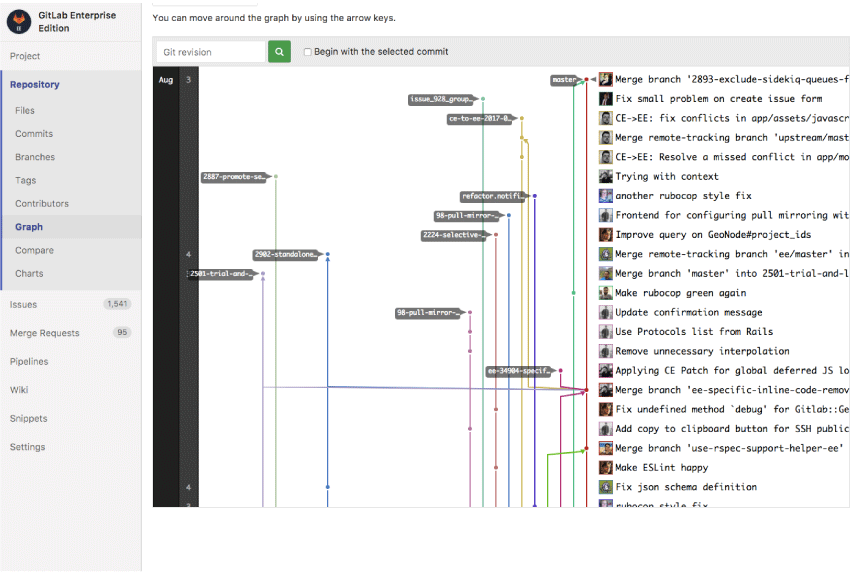 GitLab Enterprise
Edition
Project
Repository
Files
Commits
Branches
Tags
Contributors
Graph
Compare
Charts
Issues 1,541
Merge Requests 95
Pipelines
Wiki
Snippets
Settings
You can move around the graph by using the arrow keys.
Git revision
Begin with the selected commit
Aug 3
master
Merge branch '2893-exclude-sidekiq-queues-f
issue_928_group…
Fix small problem on create issue form
ce-to-ee-2017-0…
CE->EE: fix conflicts in app/assets/javascr
Merge remote-tracking branch 'upstream/mast
CE->EE: Resolve a missed conflict in app/mo
2887-promote-se…
Trying with context
refactor.notifi…
another rubocop style fix
98-pull-mirror-…
Frontend for configuring pull mirroring wit
2224-selective-…
Improve query on GeoNode#project_ids
4
2902-standalone…
Merge remote-tracking branch 'ee/master' in
2501-trial-and-…
Merge branch 'master' into 2501-trial-and-l
Make rubocop green again
98-pull-mirror-…
Update confirmation message
Use Protocols list from Rails
Remove unnecessary interpolation
ee-34904-specif…
Applying CE Patch for global deferred JS lo
Merge branch 'ee-specific-inline-code-remov
Fix undefined method `debug' for Gitlab::Ge
Add copy to clipboard button for SSH public
Merge branch 'use-rspec-support-helper-ee'
Make ESLint happy
4
Fix json schema definition
rubocop style fix